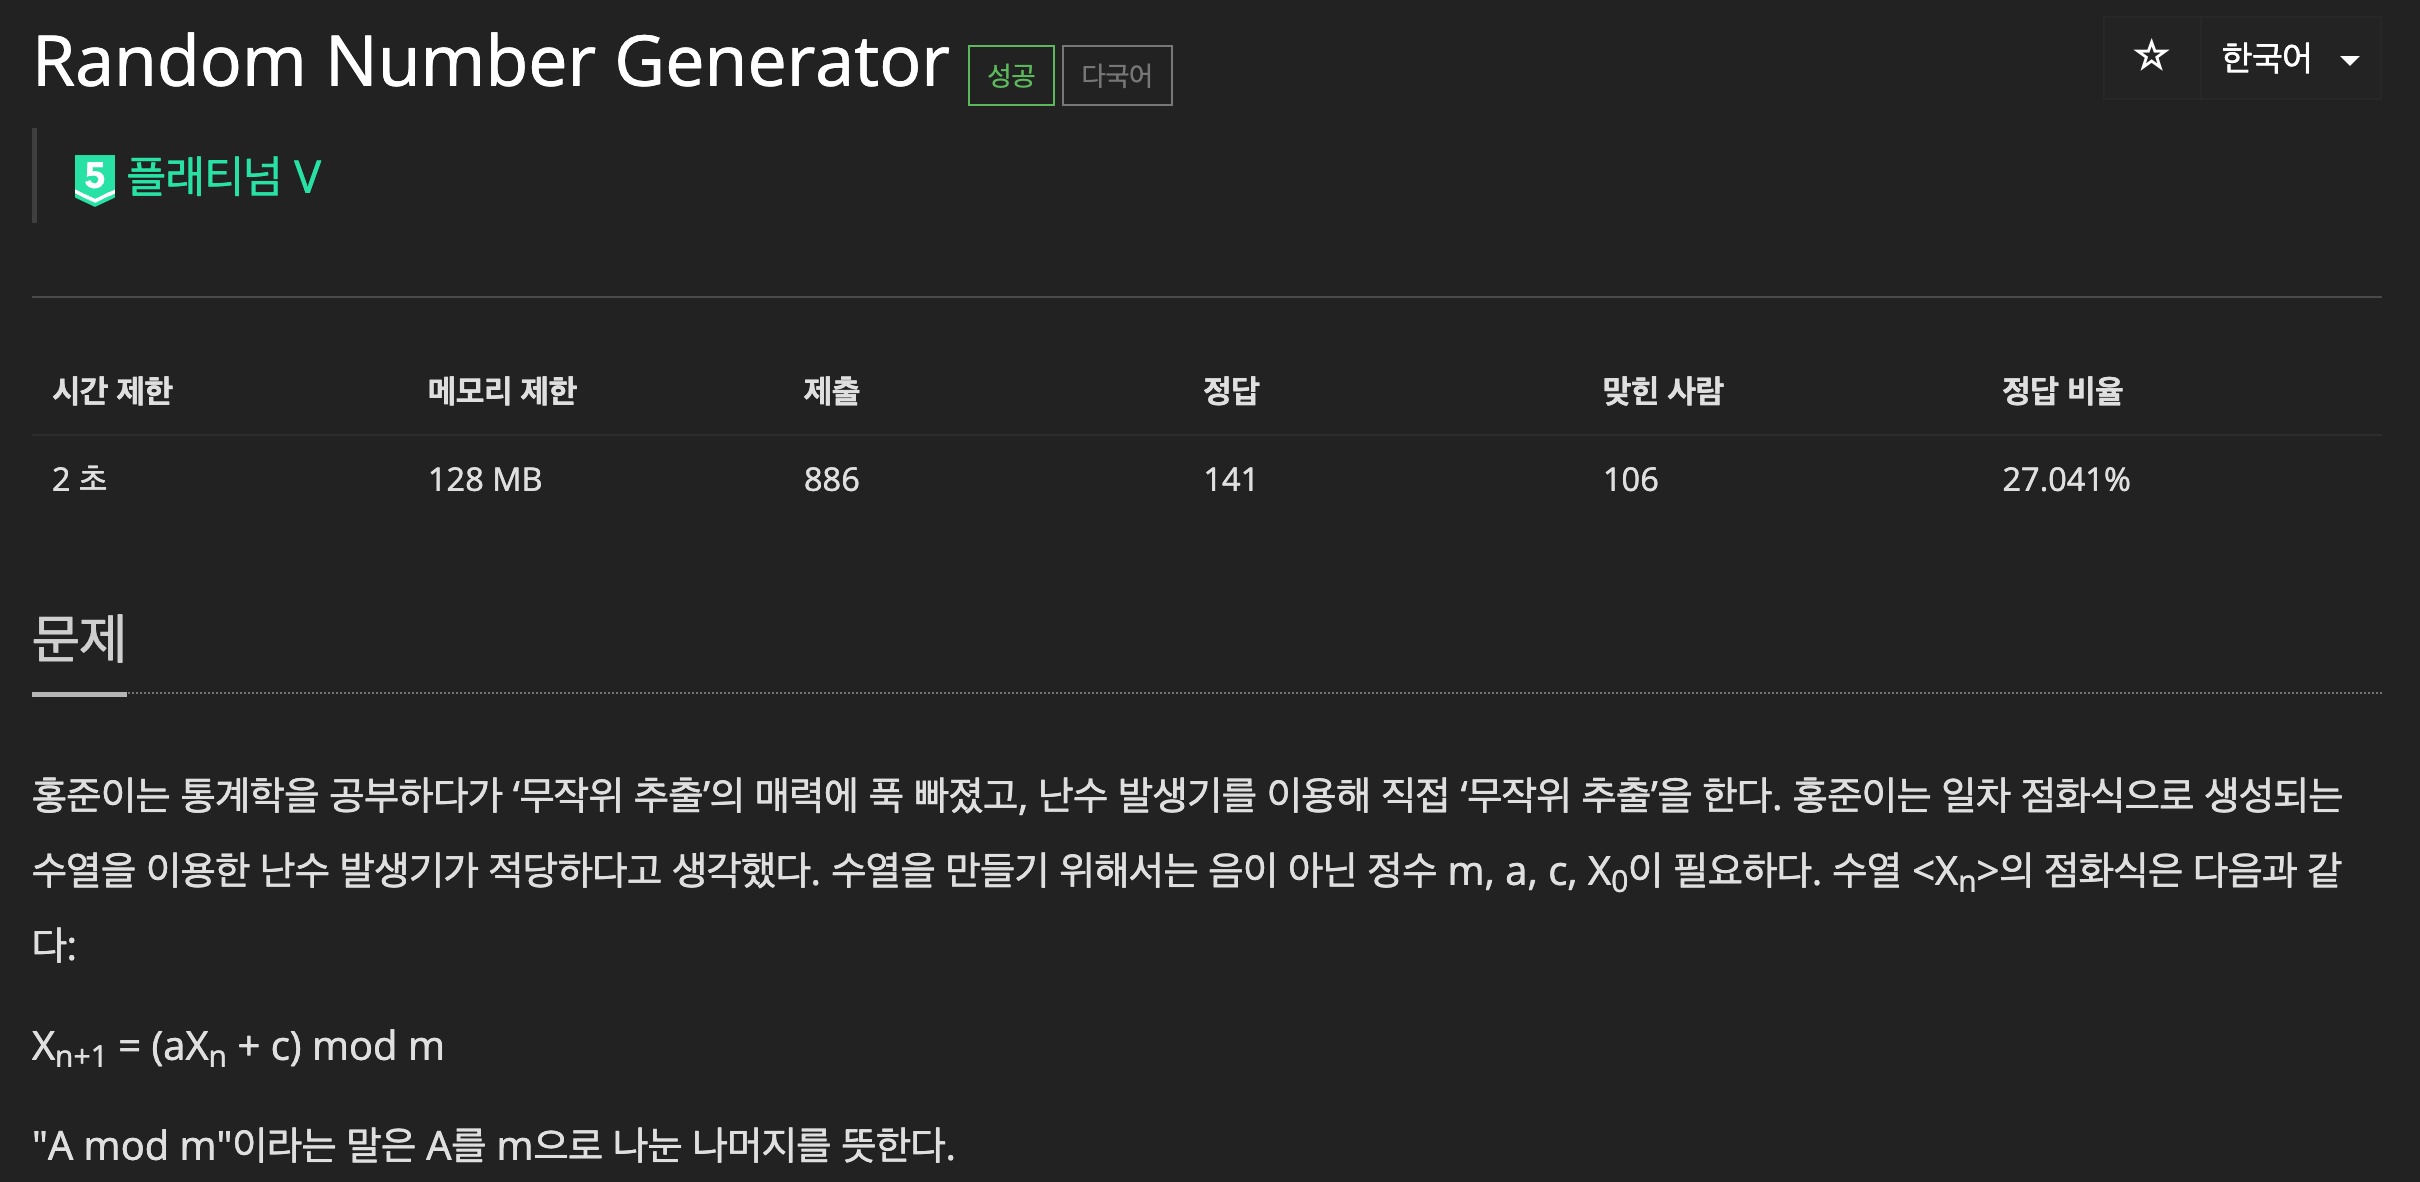 Random Number Generator 성공 다국어 ☆ 한국어
5 플래티넘 V
시간 제한 메모리 제한 제출 정답 맞힌 사람 정답 비율
2 초 128 MB 886 141 106 27.041%
문제
홍준이는 통계학을 공부하다가 ‘무작위 추출’의 매력에 푹 빠졌고, 난수 발생기를 이용해 직접 ‘무작위 추출’을 한다. 홍준이는 일차 점화식으로 생성되는
수열을 이용한 난수 발생기가 적당하다고 생각했다. 수열을 만들기 위해서는 음이 아닌 정수 m, a, c, X₀이 필요하다. 수열 <Xₙ>의 점화식은 다음과 같
다:
Xₙ₊₁ = (aXₙ + c) mod m
"A mod m"이라는 말은 A를 m으로 나눈 나머지를 뜻한다.